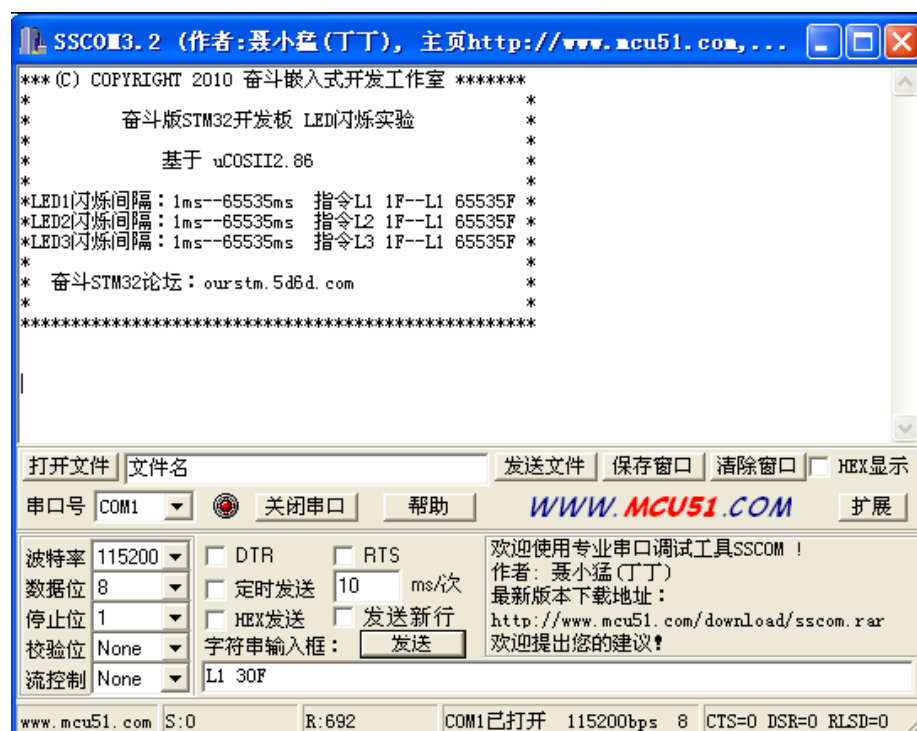 SSCOM3.2 (作者:聂小猛(丁丁), 主页http://www.mcu51.com,...
***(C) COPYRIGHT 2010 奋斗嵌入式开发工作室 *******
* *
* 奋斗版STM32开发板 LED闪烁实验 *
* *
* 基于 uCOSII2.86 *
* *
*LED1闪烁间隔：1ms--65535ms 指令L1 1F--L1 65535F *
*LED2闪烁间隔：1ms--65535ms 指令L2 1F--L1 65535F *
*LED3闪烁间隔：1ms--65535ms 指令L3 1F--L1 65535F *
* *
* 奋斗STM32论坛：ourstm.5d6d.com *
* *
***************************************************
打开文件 文件名 发送文件 保存窗口 清除窗口 HEX显示
串口号 COM1 关闭串口 帮助 WWW.MCU51.COM 扩展
波特率 115200 DTR RTS
数据位 8 定时发送 10 ms/次
停止位 1 HEX发送 发送新行
校验位 None 字符串输入框： 发送
流控制 None L1 30F
欢迎使用专业串口调试工具SSCOM !
作者: 聂小猛(丁丁)
最新版本下载地址：
http://www.mcu51.com/download/sscom.rar
欢迎提出您的建议!
www.mcu51.com S:0 R:692 COM1已打开 115200bps 8 CTS=0 DSR=0 RLSD=0